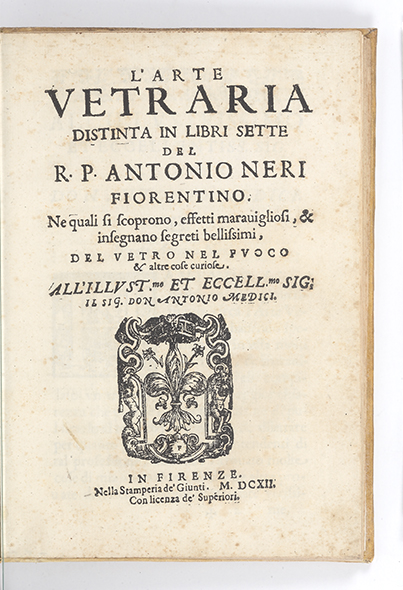 L'ARTE
VETRARIA
DISTINTA IN LIBRI SETTE
DEL
R. P. ANTONIO NERI
FIORENTINO.
Ne quali si scoprono, effetti marauigliosi, &
insegnano segreti bellissimi,
DEL VETRO NEL FVOCO
& altre cose curiose.
ALL'ILLVST.mo ET ECCELL.mo SIG;
IL SIG. DON ANTONIO MEDICI.
IN FIRENZE.
Nella Stamperia de' Giunti. M. DCXII.
Con licenza de' Superiori.